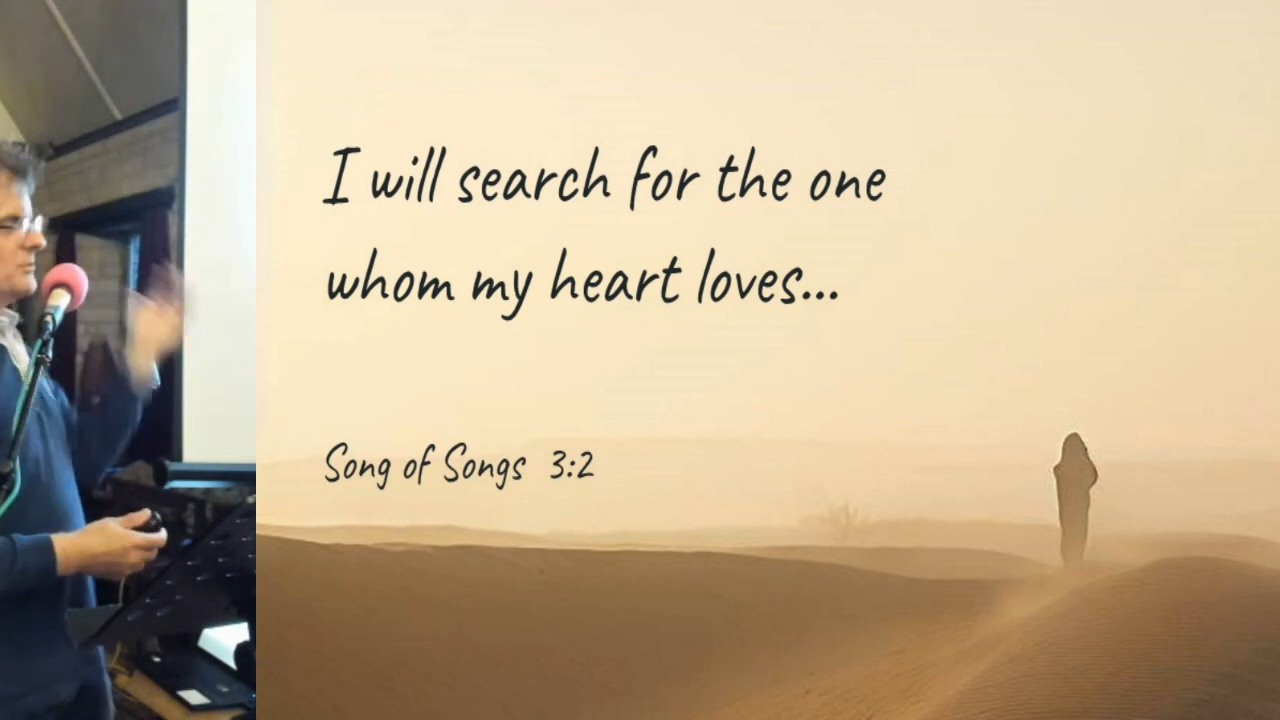 I will search for the one
whom my heart loves...
Song of Songs 3:2